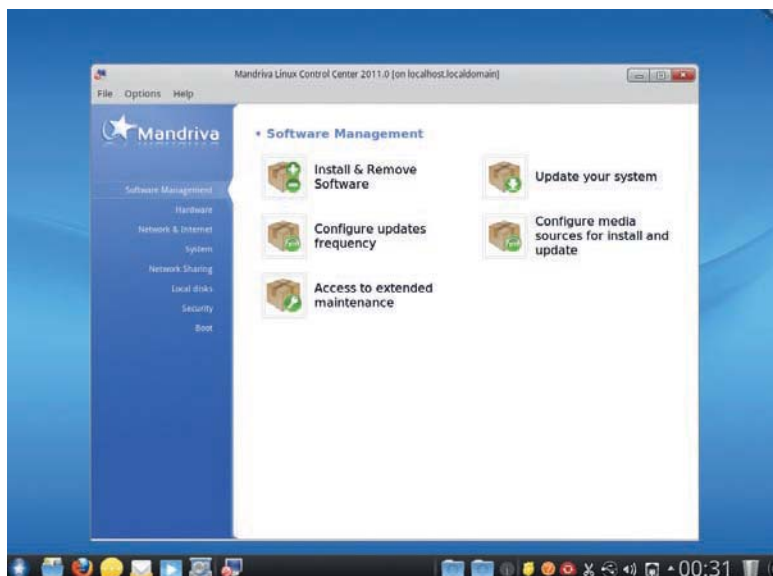 Mandriva Linux Control Center 2011.0 [on localhost.localdomain]
File Options Help
Mandriva
Software Management
Hardware
Network & Internet
System
Network Sharing
Local disks
Security
Boot
• Software Management
Install & Remove
Software
Update your system
Configure updates
frequency
Configure media
sources for install and
update
Access to extended
maintenance
00:31